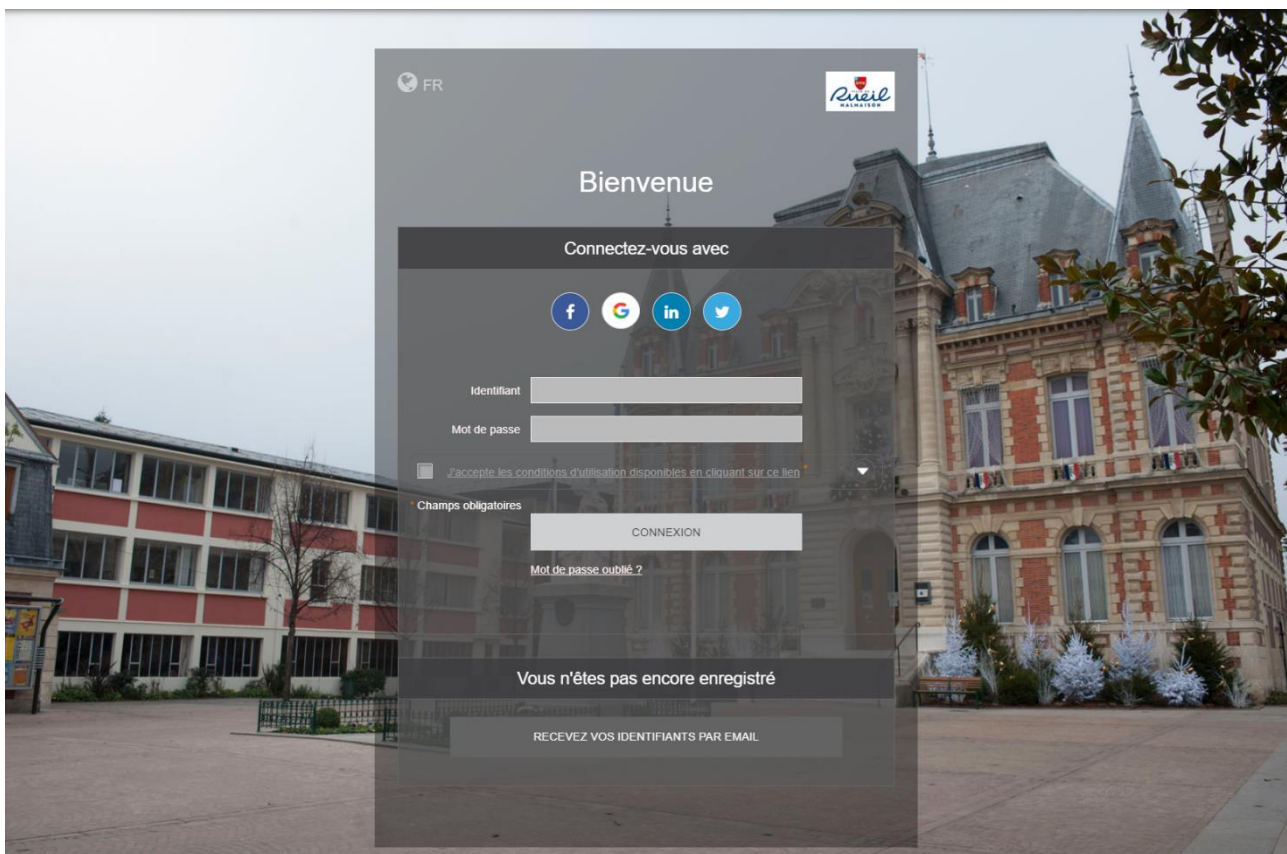 FR
Rueil
MALMAISON
Bienvenue
Connectez-vous avec
Identifiant
Mot de passe
J'accepte les conditions d'utilisation disponibles en cliquant sur ce lien *
* Champs obligatoires
CONNEXION
Mot de passe oublié ?
Vous n'êtes pas encore enregistré
RECEVEZ VOS IDENTIFIANTS PAR EMAIL